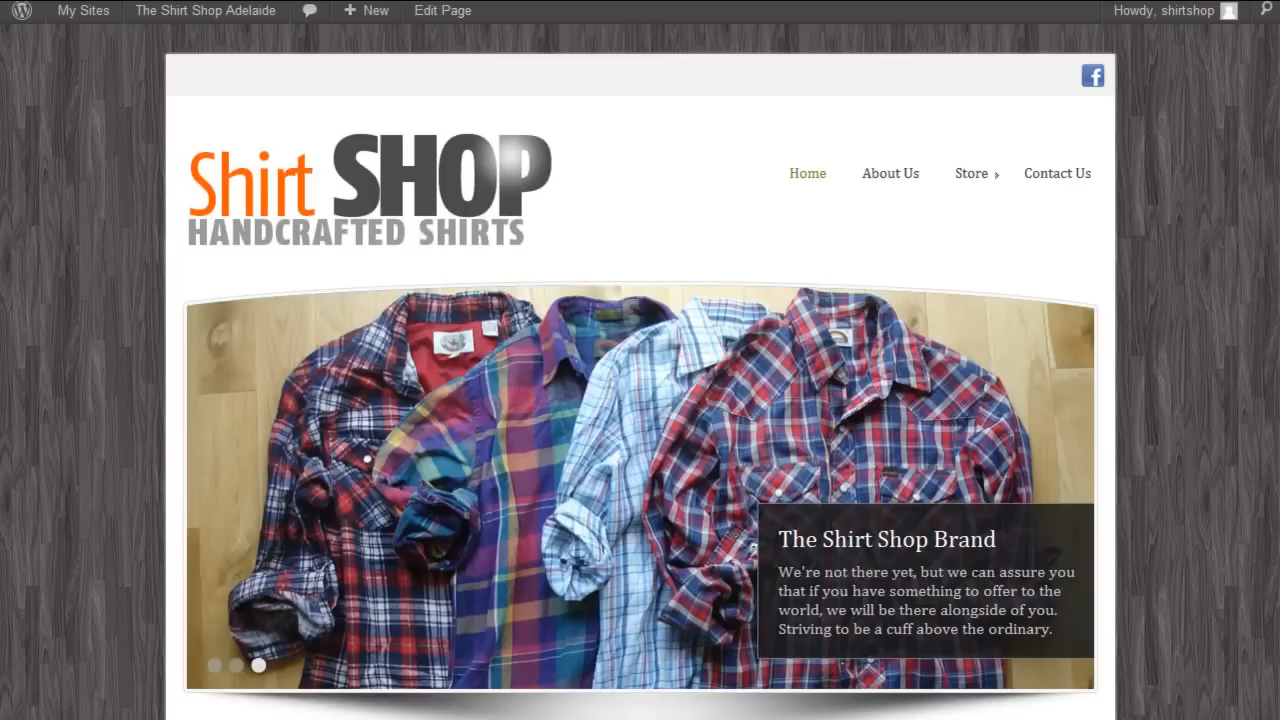 My Sites The Shirt Shop Adelaide New Edit Page Howdy, shirtshop
f
Shirt SHOP
HANDCRAFTED SHIRTS
Home About Us Store Contact Us
The Shirt Shop Brand
We're not there yet, but we can assure you
that if you have something to offer to the
world, we will be there alongside of you.
Striving to be a cuff above the ordinary.